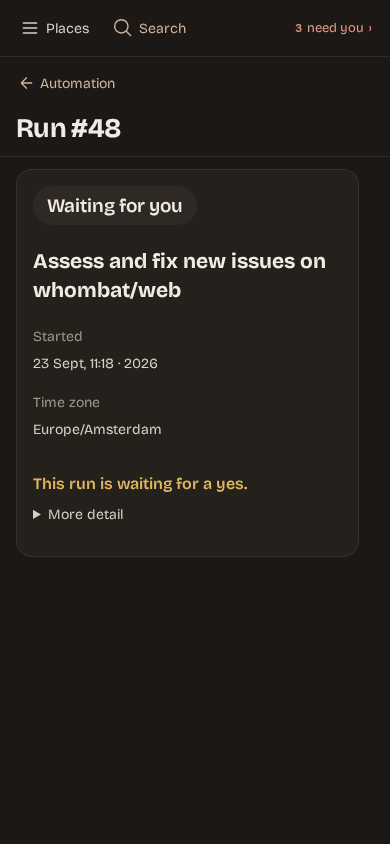 Places
Search
3 need you ›
← Automation
Run #48
Waiting for you
Assess and fix new issues on
whombat/web
Started
23 Sept, 11:18 · 2026
Time zone
Europe/Amsterdam
This run is waiting for a yes.
▶ More detail